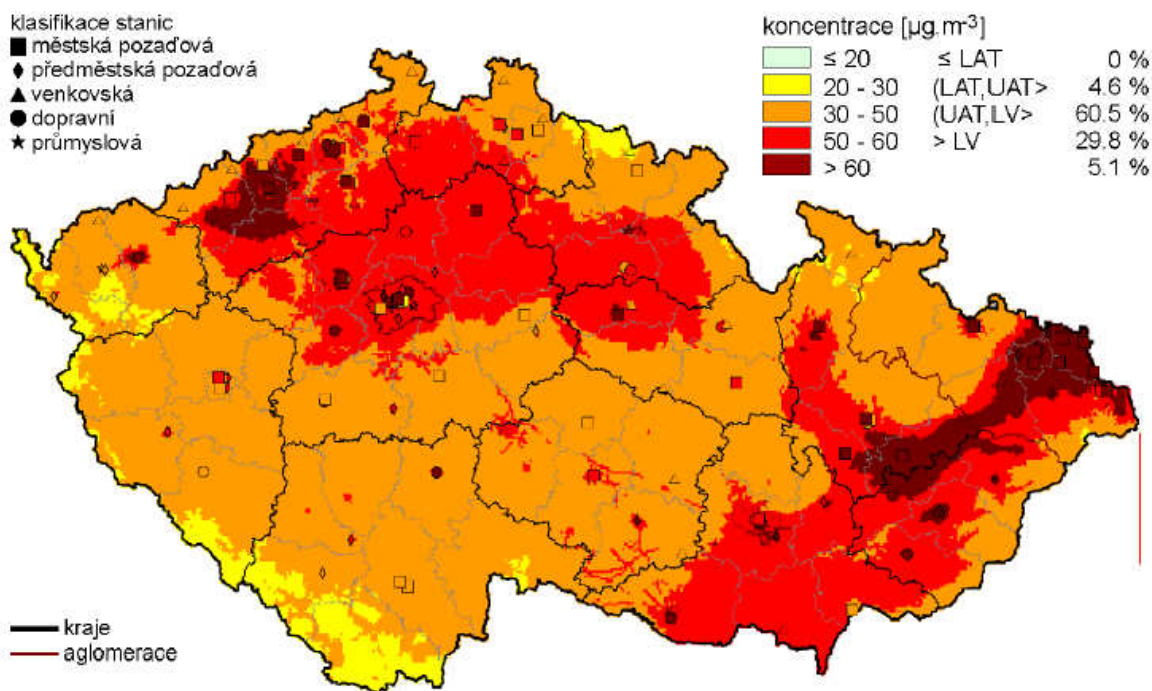 klasifikace stanic
městská pozaďová
předměstská pozaďová
venkovská
dopravní
průmyslová
koncentrace [µg.m-3]
≤ 20 ≤ LAT 0 %
20 - 30 (LAT,UAT> 4.6 %
30 - 50 (UAT,LV> 60.5 %
50 - 60 > LV 29.8 %
> 60 5.1 %
kraje
aglomerace